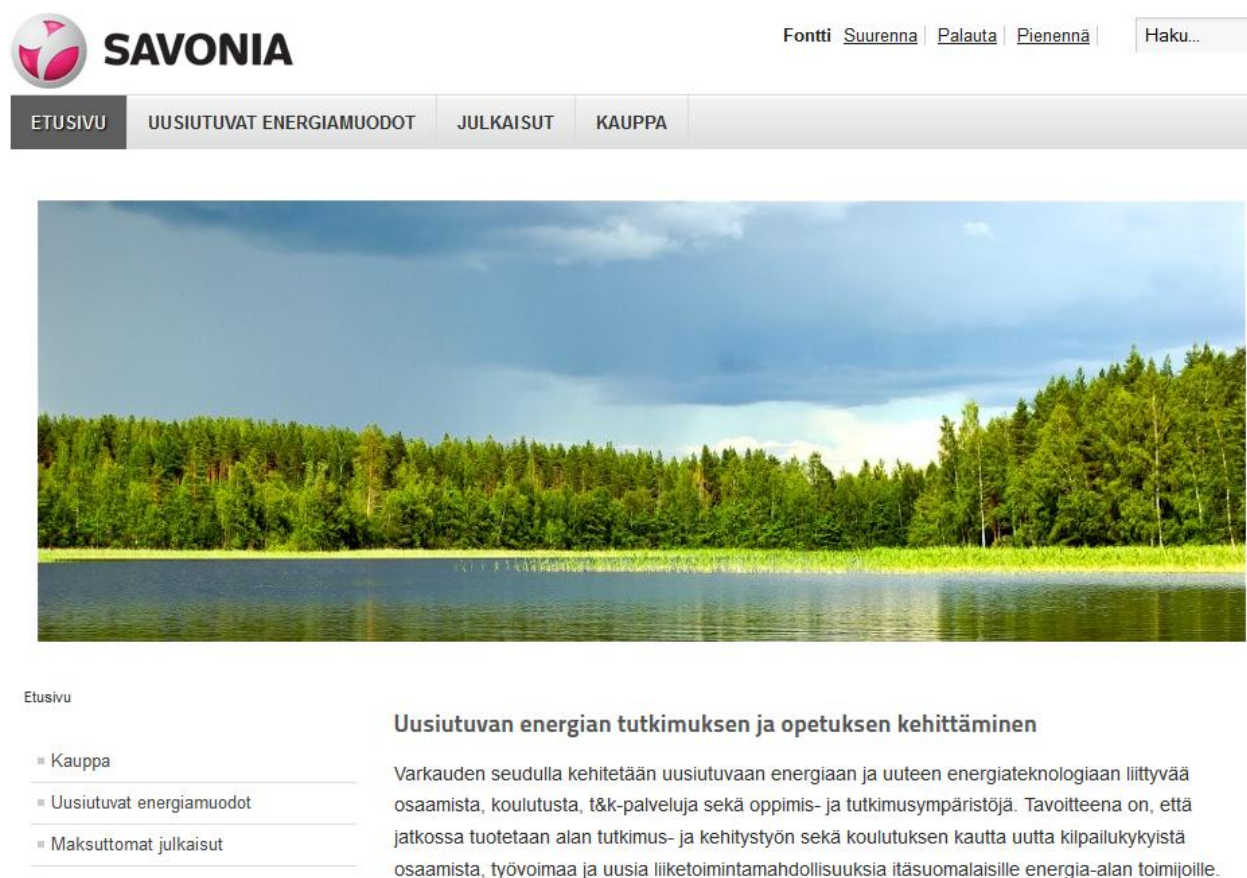 SAVONIA
Fontti Suurenna Palauta Pienennä
Haku...
ETUSIVU UUSIUTUVAT ENERGIAMUODOT JULKAISUT KAUPPA
Etusivu
Kauppa
Uusiutuvat energiamuodot
Maksuttomat julkaisut
Uusiutuvan energian tutkimuksen ja opetuksen kehittäminen
Varkauden seudulla kehitetään uusiutuvaan energiaan ja uuteen energiateknologiaan liittyvää
osaamista, koulutusta, t&k-palveluja sekä oppimis- ja tutkimusympäristöjä. Tavoitteena on, että
jatkossa tuotetaan alan tutkimus- ja kehitystyön sekä koulutuksen kautta uutta kilpailukykyistä
osaamista, työvoimaa ja uusia liiketoimintamahdollisuuksia itäsuomalaisille energia-alan toimijoille.